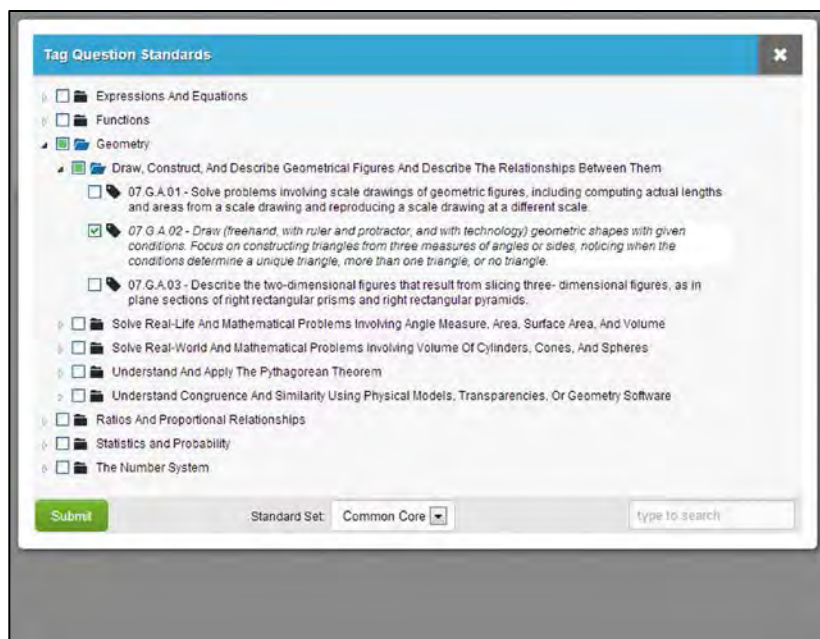 Tag Question Standards
Expressions And Equations
Functions
Geometry
Draw, Construct, And Describe Geometrical Figures And Describe The Relationships Between Them
07.G.A.01 - Solve problems involving scale drawings of geometric figures, including computing actual lengths
and areas from a scale drawing and reproducing a scale drawing at a different scale.
07.G.A.02 - Draw (freehand, with ruler and protractor, and with technology) geometric shapes with given
conditions. Focus on constructing triangles from three measures of angles or sides, noticing when the
conditions determine a unique triangle, more than one triangle, or no triangle.
07.G.A.03 - Describe the two-dimensional figures that result from slicing three- dimensional figures, as in
plane sections of right rectangular prisms and right rectangular pyramids.
Solve Real-Life And Mathematical Problems Involving Angle Measure, Area, Surface Area, And Volume
Solve Real-World And Mathematical Problems Involving Volume Of Cylinders, Cones, And Spheres
Understand And Apply The Pythagorean Theorem
Understand Congruence And Similarity Using Physical Models, Transparencies, Or Geometry Software
Ratios And Proportional Relationships
Statistics and Probability
The Number System
Submit Standard Set: Common Core type to search